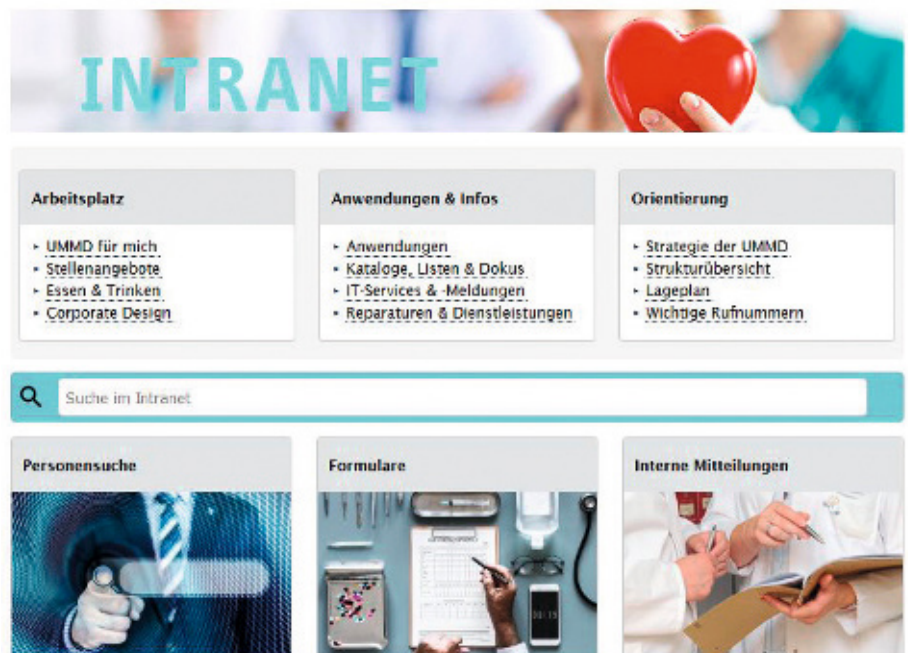 INTRANET
Arbeitsplatz
UMMD für mich
Stellenangebote
Essen & Trinken
Corporate Design
Anwendungen & Infos
Anwendungen
Kataloge, Listen & Dokus
IT-Services & -Meldungen
Reparaturen & Dienstleistungen
Orientierung
Strategie der UMMD
Strukturübersicht
Lageplan
Wichtige Rufnummern
Suche im Intranet
Personensuche
Formulare
Interne Mitteilungen